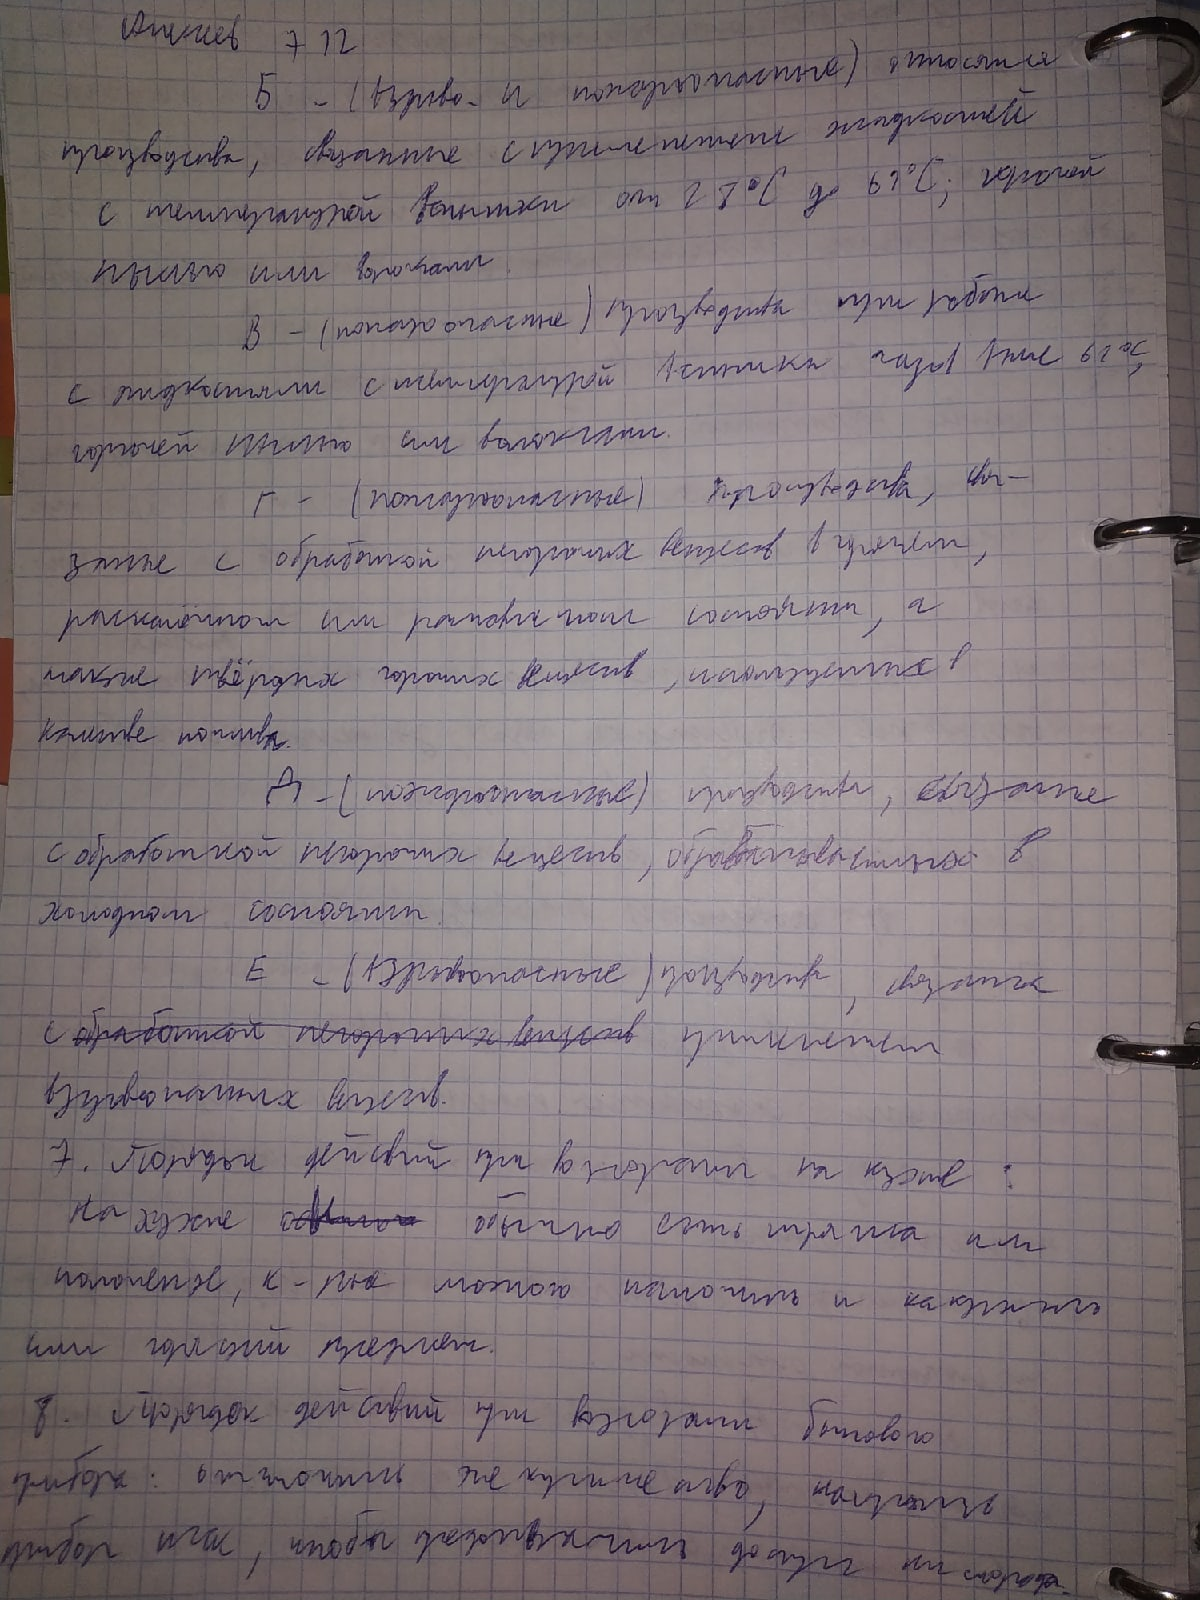 Алексеев 7 12
Б - (взрыво- и пожароопасные) относятся
производства, связанные с применением жидкостей
с температурой вспышки от 28°С до 61°С; горючей
пылью или волокнами.
В - (пожароопасные) производства при работе
с жидкостями с температурой вспышки паров выше 61°С,
горючей пылью или волокнами.
Г - (пожароопасные) производства, свя-
занные с обработкой негорючих веществ в горячем,
раскалённом или расплавленном состоянии, а
также твёрдых горючих веществ, используемых в
качестве топлива.
Д - (пожароопасные) производства, связанные
с обработкой негорючих веществ, обрабатываемых в
холодном состоянии.
Е - (взрывоопасные) производства, связанные
с обработкой негорючих веществ применением
взрывоопасных веществ.
7. Порядок действий при возгорании на кухне:
На кухне обычно есть тряпка или
полотенце, к-рые можно намочить и накрыть
или горящий предмет.
8. Порядок действий при возгорании бытового
прибора: отключить электричество, накрыть
прибор, чтобы предотвратить доступ кислорода.